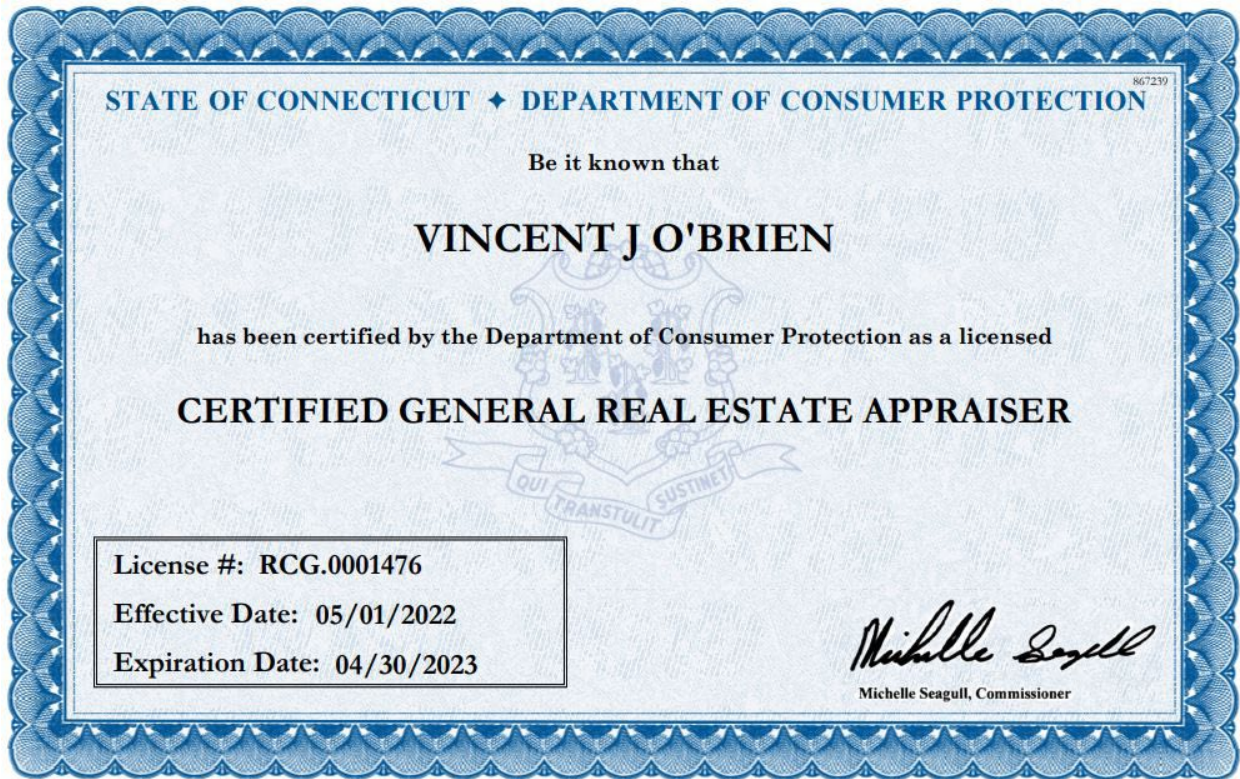 867239
STATE OF CONNECTICUT ✦ DEPARTMENT OF CONSUMER PROTECTION
Be it known that
VINCENT J O'BRIEN
has been certified by the Department of Consumer Protection as a licensed
CERTIFIED GENERAL REAL ESTATE APPRAISER
QUI TRANSTULIT SUSTINET
License #: RCG.0001476
Effective Date: 05/01/2022
Expiration Date: 04/30/2023
Michelle Seagull
Michelle Seagull, Commissioner